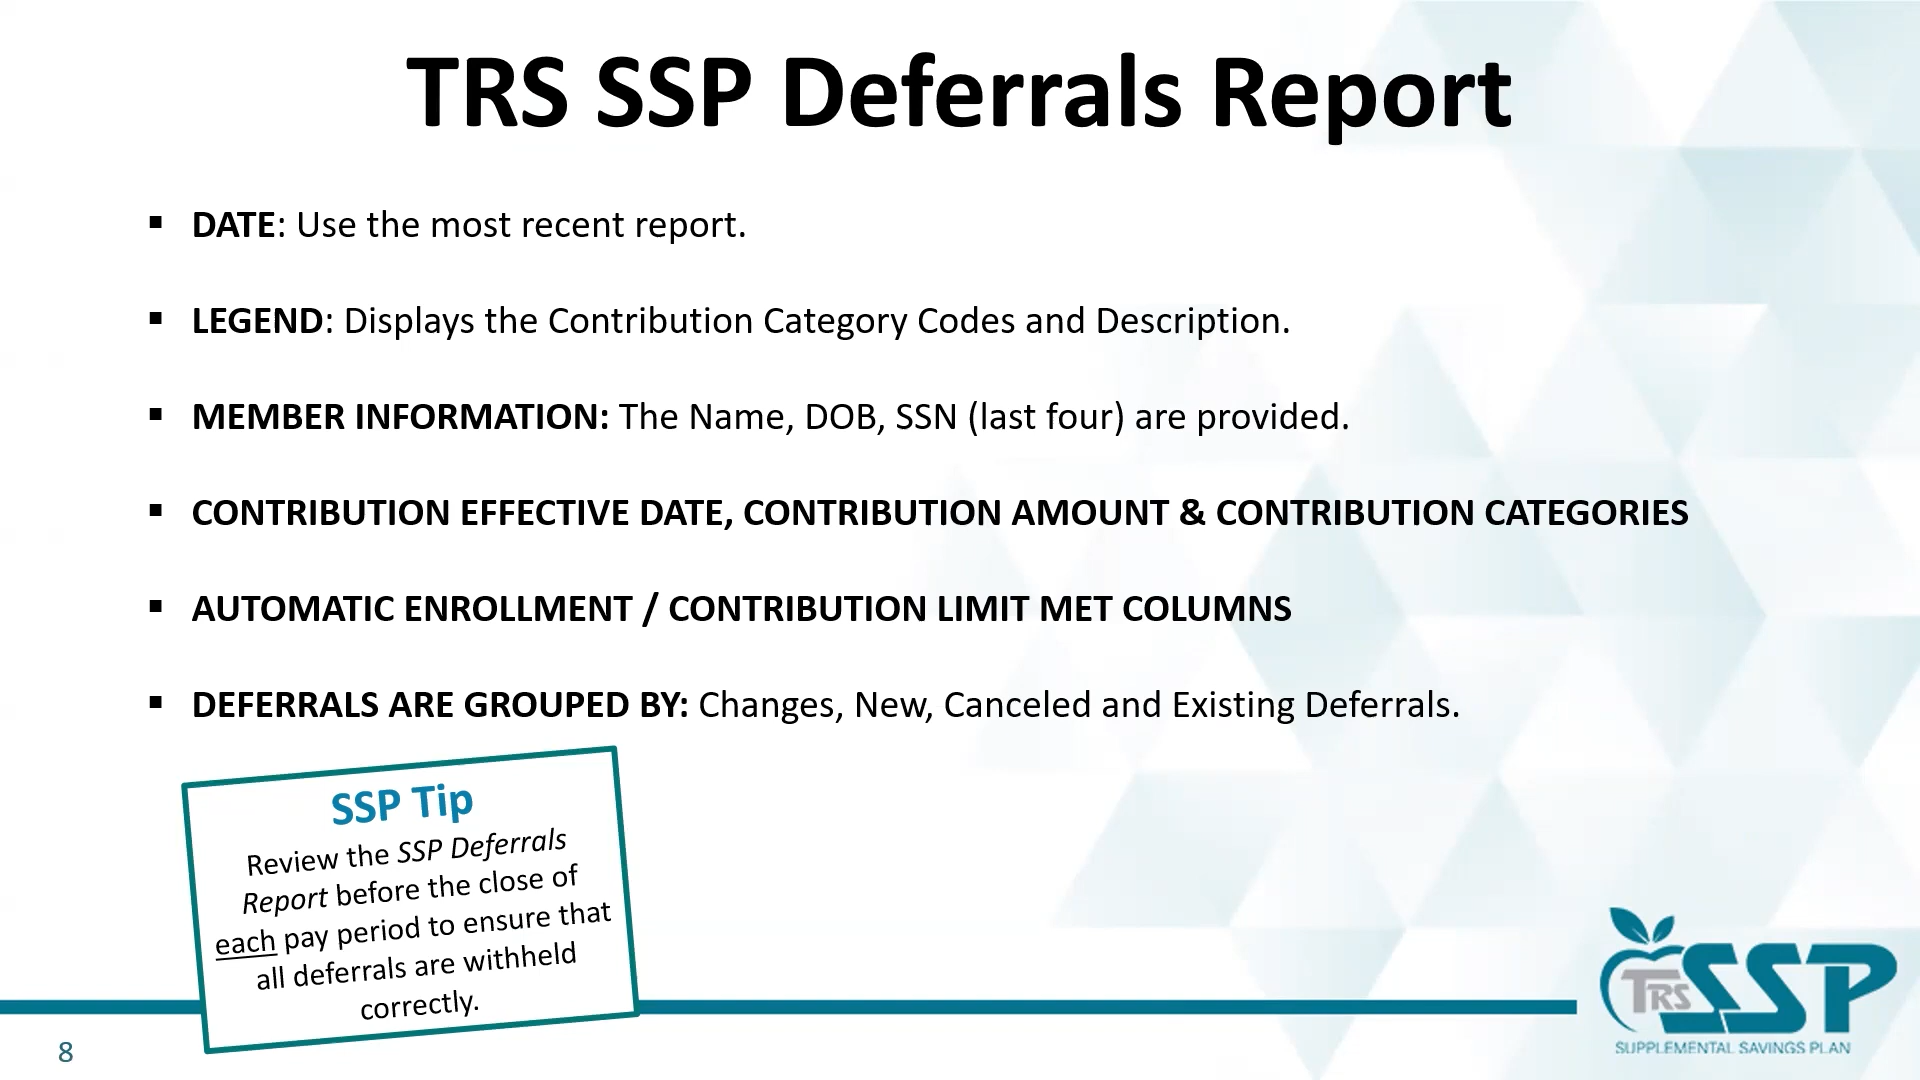 TRS SSP Deferrals Report
▪ DATE: Use the most recent report.
▪ LEGEND: Displays the Contribution Category Codes and Description.
▪ MEMBER INFORMATION: The Name, DOB, SSN (last four) are provided.
▪ CONTRIBUTION EFFECTIVE DATE, CONTRIBUTION AMOUNT & CONTRIBUTION CATEGORIES
▪ AUTOMATIC ENROLLMENT / CONTRIBUTION LIMIT MET COLUMNS
▪ DEFERRALS ARE GROUPED BY: Changes, New, Canceled and Existing Deferrals.
SSP Tip
Review the SSP Deferrals
Report before the close of
each pay period to ensure that
all deferrals are withheld
correctly.
TRS SSP
SUPPLEMENTAL SAVINGS PLAN
8